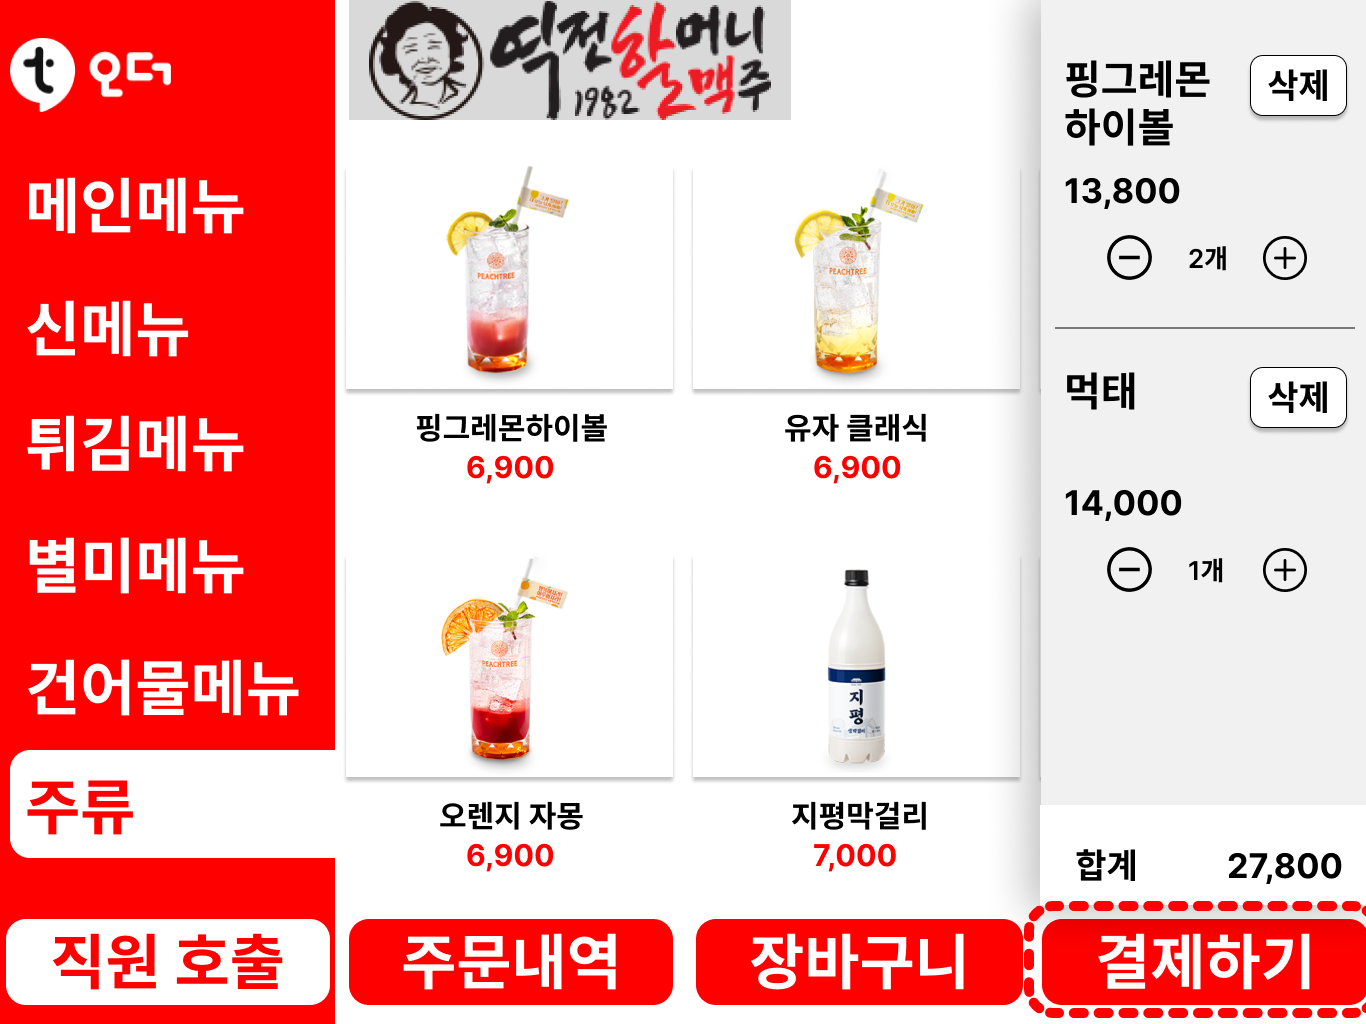 t 오더
메인메뉴
신메뉴
튀김메뉴
별미메뉴
건어물메뉴
주류
직원 호출
역전할머니맥주
1982
PEACHTREE
핑그레몬하이볼
6,900
PEACHTREE
유자 클래식
6,900
PEACHTREE
오렌지 자몽
6,900
지평
지평막걸리
7,000
주문내역
장바구니
핑그레몬
하이볼
삭제
13,800
2개
먹태
삭제
14,000
1개
합계 27,800
결제하기